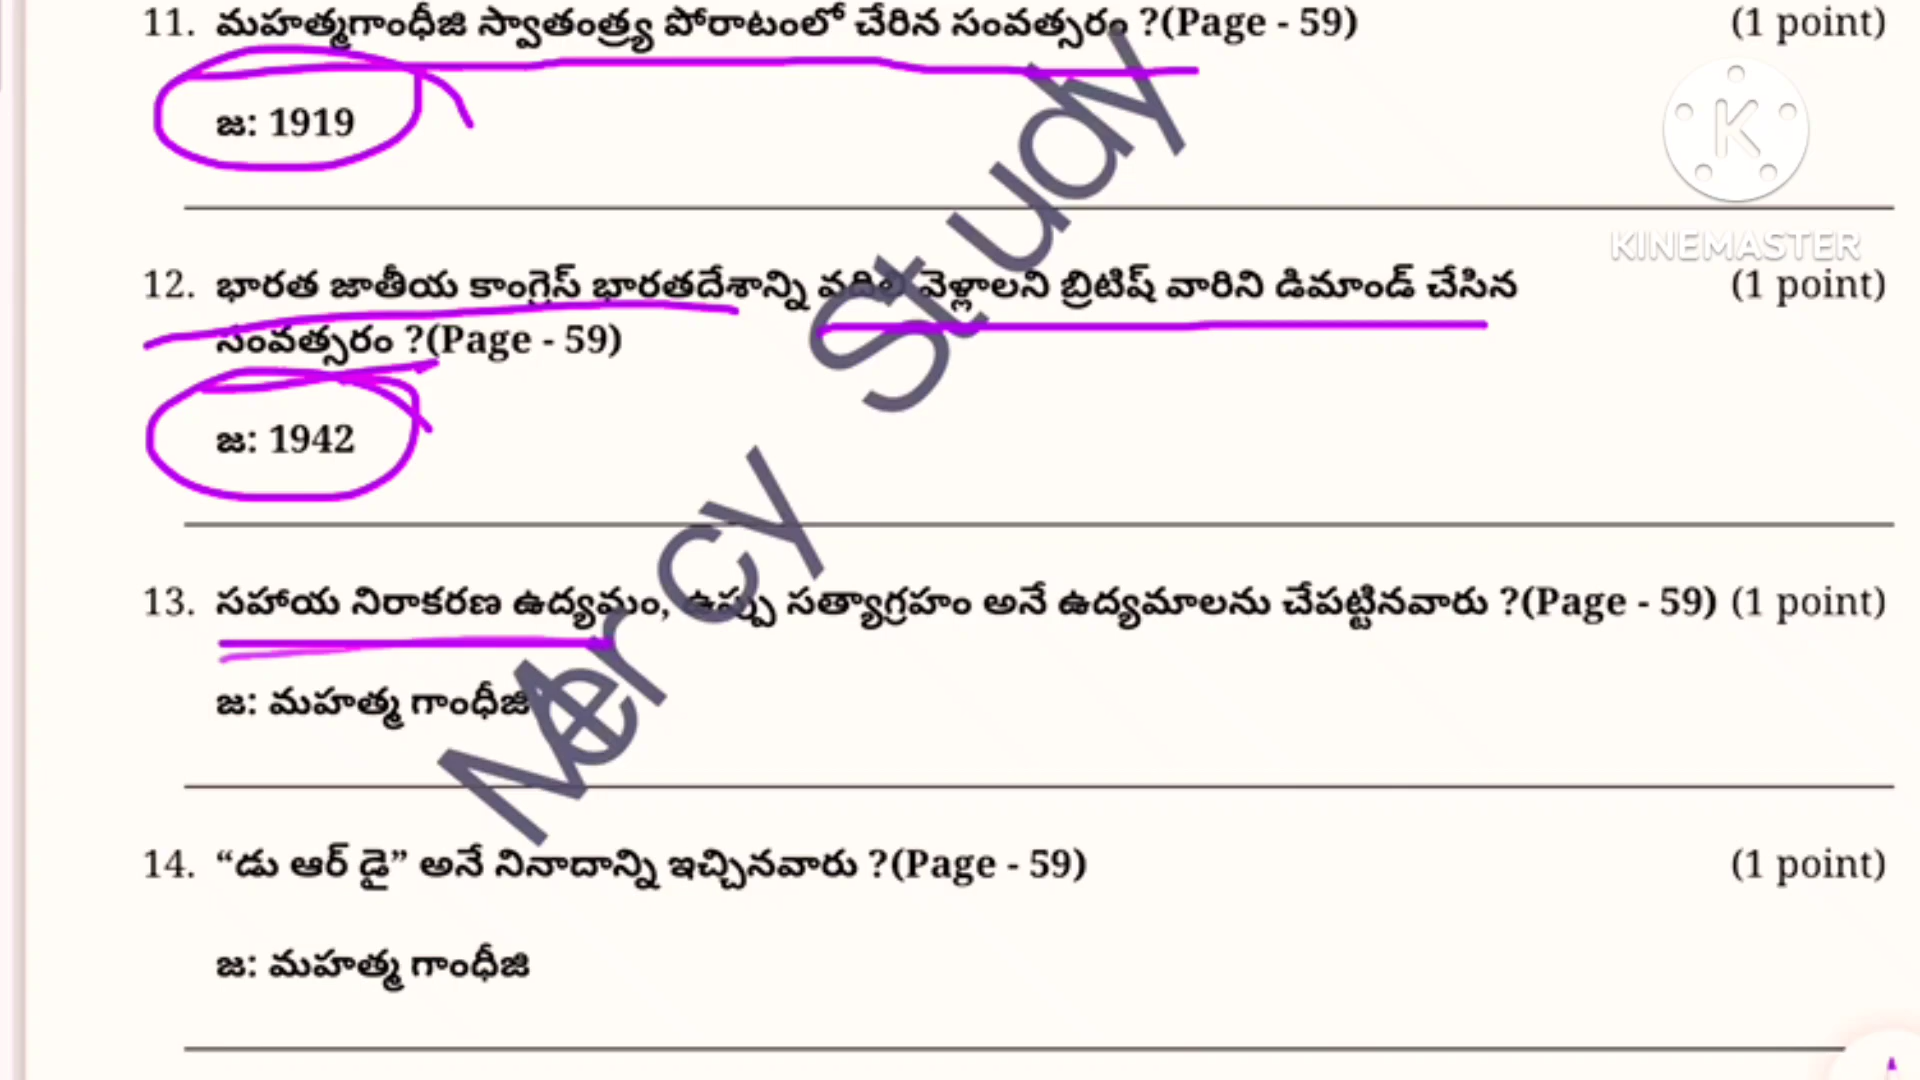 11. మహాత్మగాంధీజి స్వాతంత్ర్య పోరాటంలో చేరిన సంవత్సరం ?(Page - 59) (1 point)
జ: 1919
KINEMASTER
12. భారత జాతీయ కాంగ్రెస్ భారతదేశాన్ని వదిలి వెళ్లాలని బ్రిటిష్ వారిని డిమాండ్ చేసిన (1 point)
సంవత్సరం ?(Page - 59)
జ: 1942
13. సహాయ నిరాకరణ ఉద్యమం, ఉప్పు సత్యాగ్రహం అనే ఉద్యమాలను చేపట్టినవారు ?(Page - 59) (1 point)
జ: మహత్మ గాంధీజి
14. “డు ఆర్ డై” అనే నినాదాన్ని ఇచ్చినవారు ?(Page - 59) (1 point)
జ: మహత్మ గాంధీజి
Mercy Study